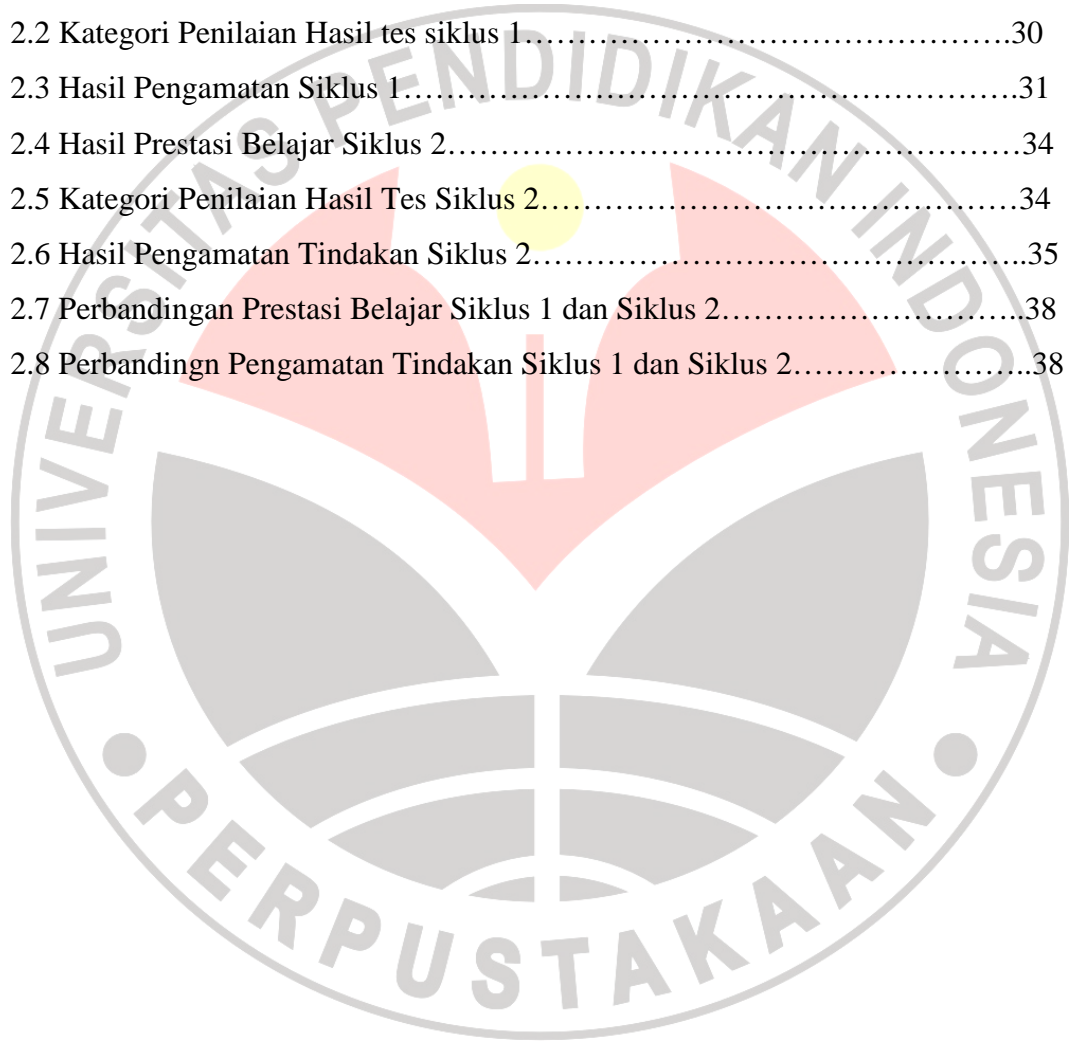 2.2 Kategori Penilaian Hasil tes siklus 1…………………………………………….30
2.3 Hasil Pengamatan Siklus 1…………………………………………………….31
2.4 Hasil Prestasi Belajar Siklus 2…………………………………………………34
2.5 Kategori Penilaian Hasil Tes Siklus 2…………………………………………34
2.6 Hasil Pengamatan Tindakan Siklus 2…………………………………………..35
2.7 Perbandingan Prestasi Belajar Siklus 1 dan Siklus 2…………………………..38
2.8 Perbandingn Pengamatan Tindakan Siklus 1 dan Siklus 2…………………..38
UNIVERSITAS PENDIDIKAN INDONESIA
PERPUSTAKAAN